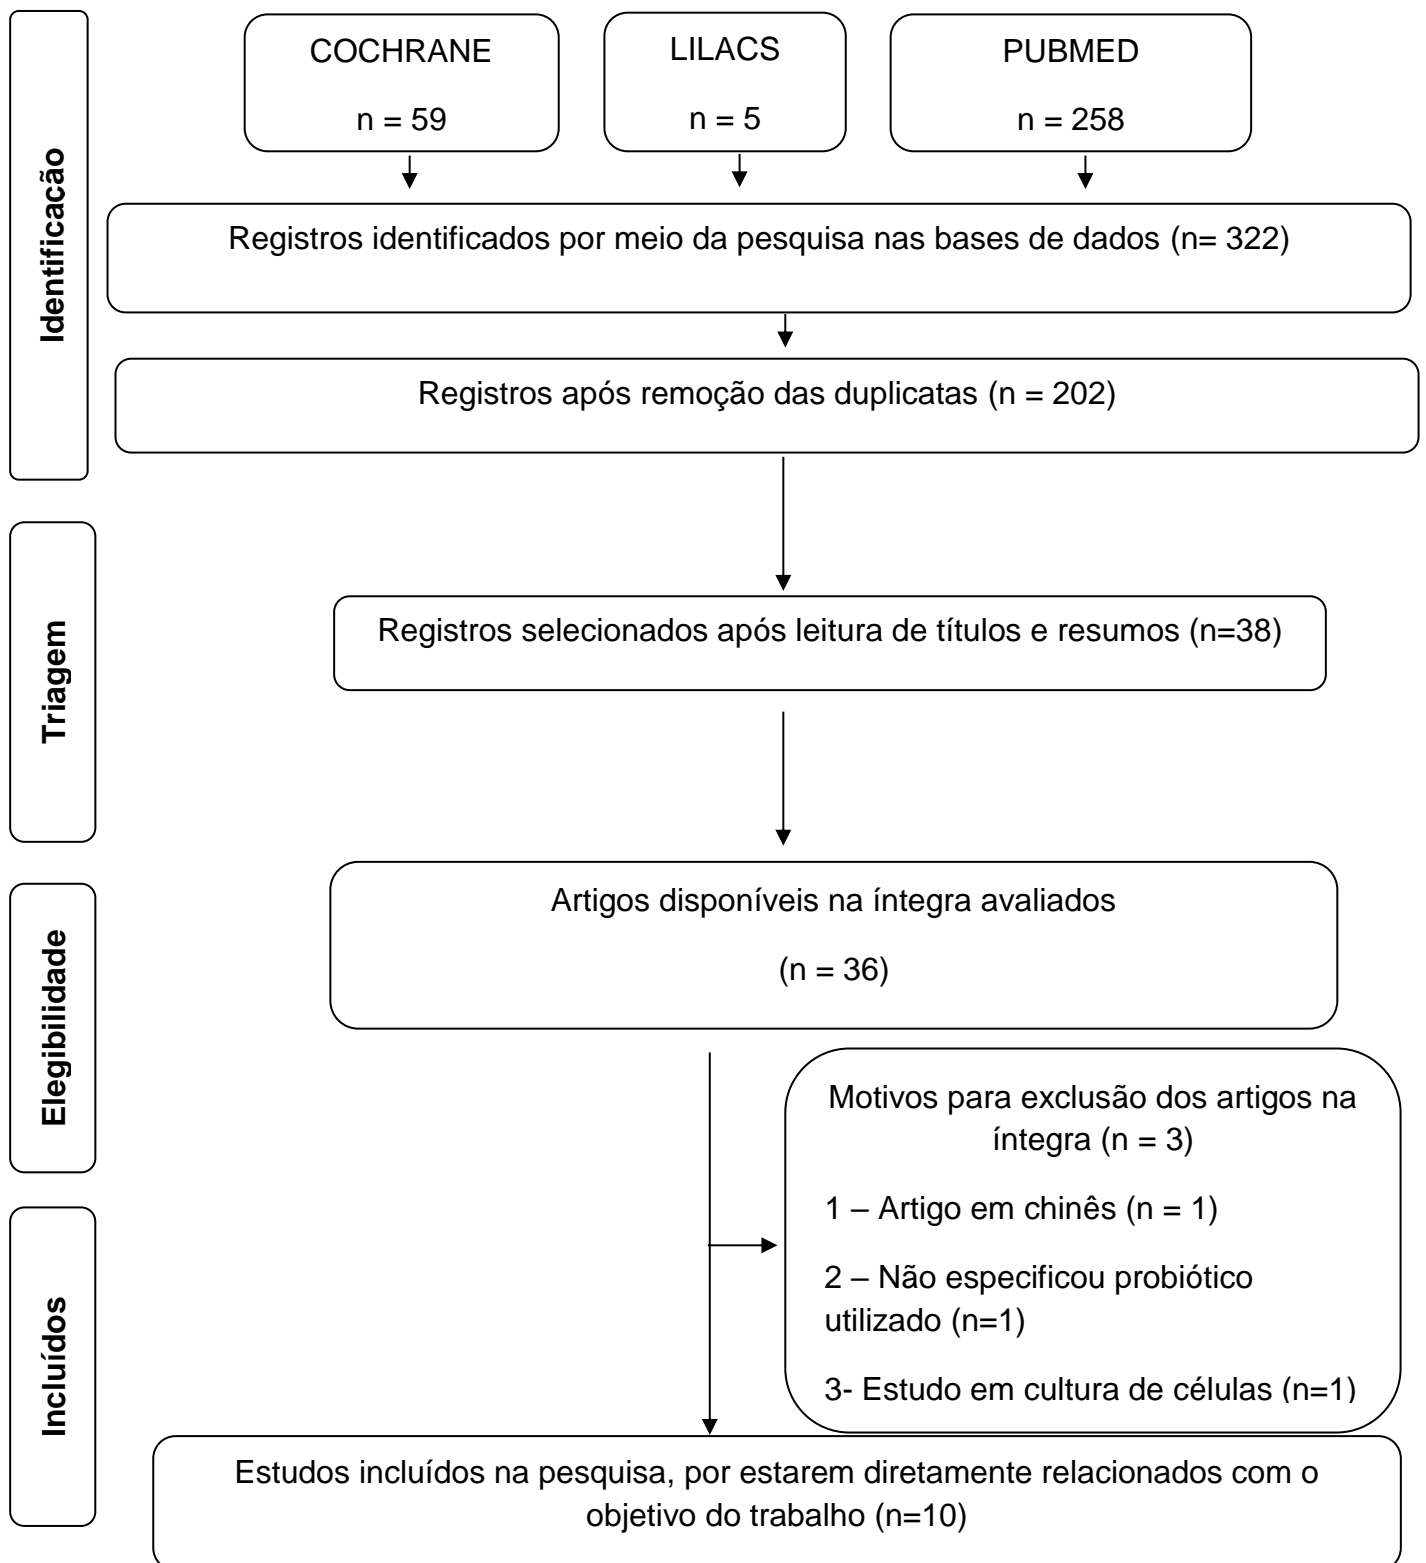 Identificação
COCHRANE
n = 59
LILACS
n = 5
PUBMED
n = 258
Registros identificados por meio da pesquisa nas bases de dados (n= 322)
Registros após remoção das duplicatas (n = 202)
Triagem
Registros selecionados após leitura de títulos e resumos (n=38)
Elegibilidade
Artigos disponíveis na íntegra avaliados
(n = 36)
Motivos para exclusão dos artigos na
íntegra (n = 3)
1 – Artigo em chinês (n = 1)
2 – Não especificou probiótico
utilizado (n=1)
3- Estudo em cultura de células (n=1)
Incluídos
Estudos incluídos na pesquisa, por estarem diretamente relacionados com o
objetivo do trabalho (n=10)